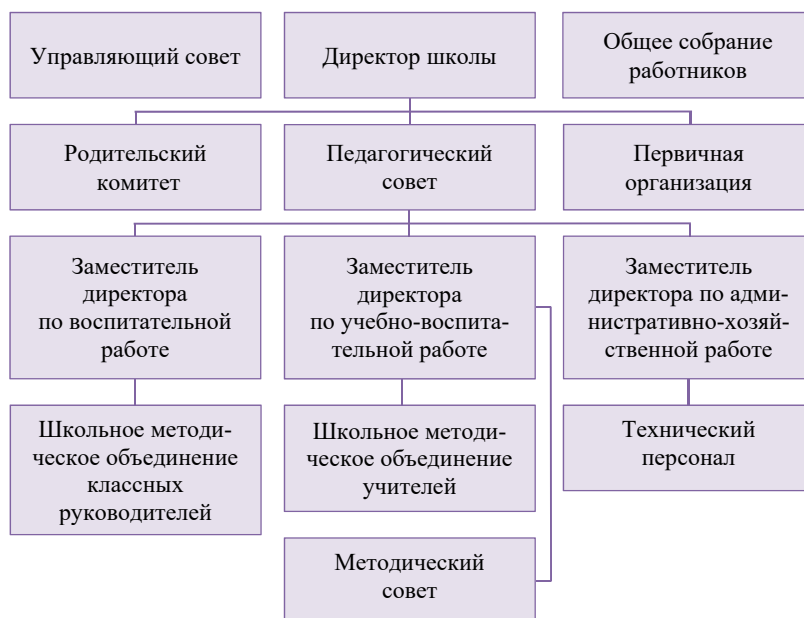 Управляющий совет
Директор школы
Общее собрание
работников
Родительский
комитет
Педагогический
совет
Первичная
организация
Заместитель
директора
по воспитательной
работе
Заместитель
директора
по учебно-воспита-
тельной работе
Заместитель
директора по адми-
нистративно-хозяй-
ственной работе
Школьное методи-
ческое объединение
классных
руководителей
Школьное методи-
ческое объединение
учителей
Технический
персонал
Методический
совет